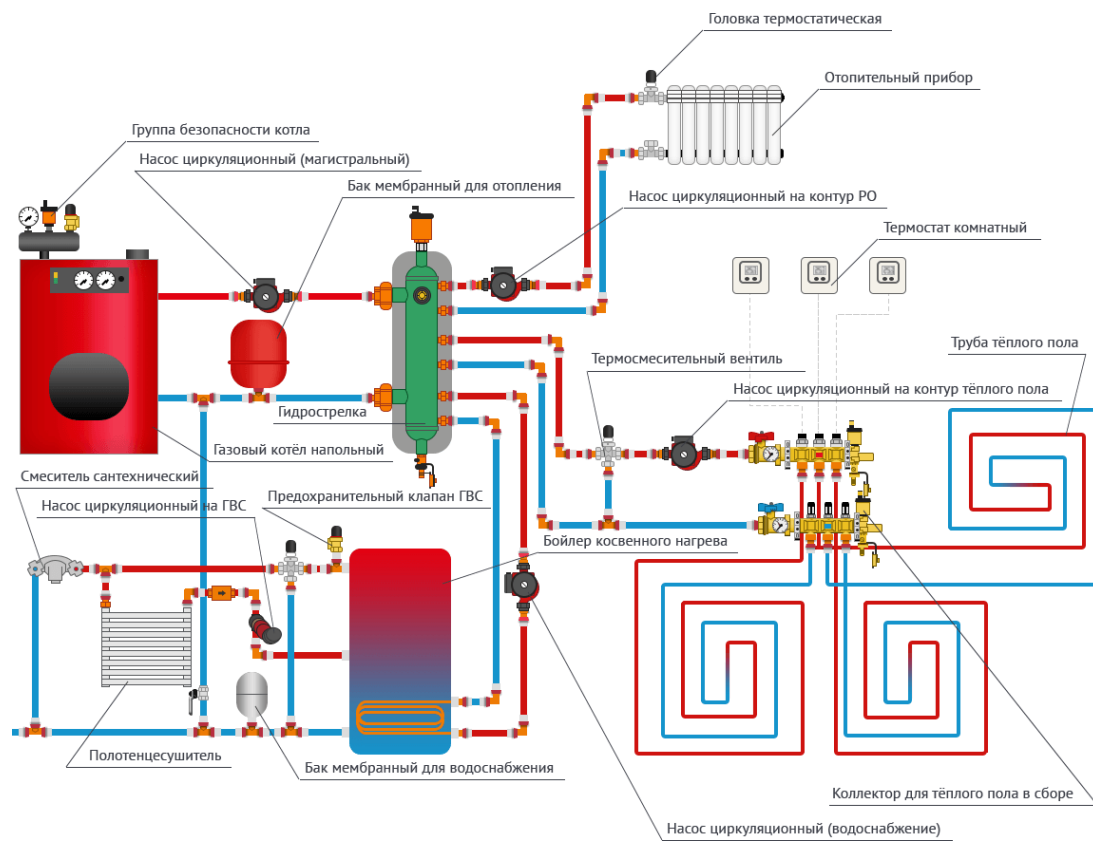 Головка термостатическая
Отопительный прибор
Группа безопасности котла
Насос циркуляционный (магистральный)
Бак мембранный для отопления
Насос циркуляционный на контур РО
Термостат комнатный
Термосмесительный вентиль
Труба тёплого пола
Насос циркуляционный на контур тёплого пола
Гидрострелка
Газовый котёл напольный
Смеситель сантехнический
Предохранительный клапан ГВС
Насос циркуляционный на ГВС
Бойлер косвенного нагрева
Полотенцесушитель
Бак мембранный для водоснабжения
Коллектор для тёплого пола в сборе
Насос циркуляционный (водоснабжение)